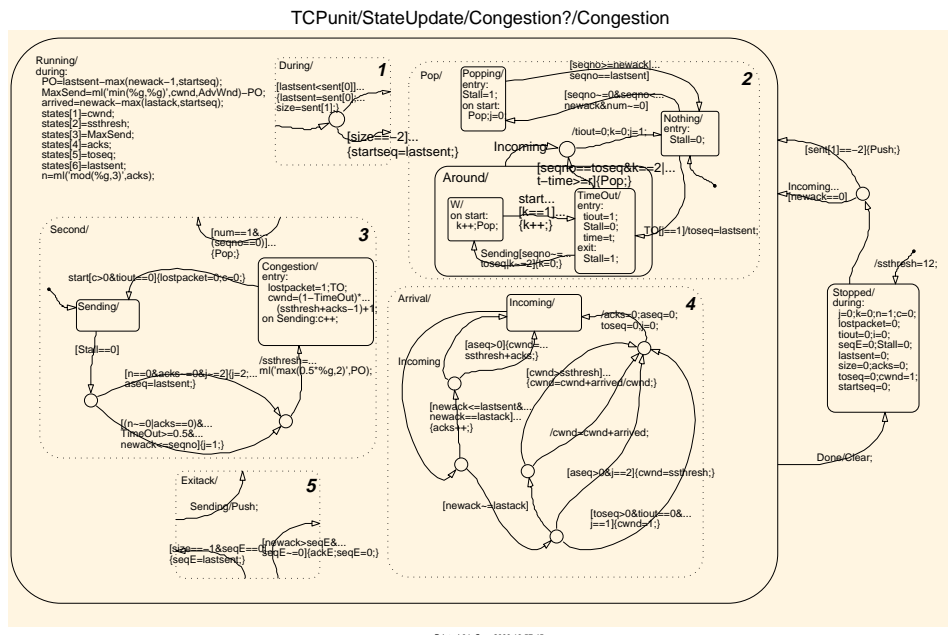 TCPunit/StateUpdate/Congestion?/Congestion
Running/
during:
PO=lastsent−max(newack−1,startseq);
MaxSend=ml('min(%g,%g)',cwnd,AdvWnd)−PO;
arrived=newack−max(lastack,startseq);
states[1]=cwnd;
states[2]=ssthresh;
states[3]=MaxSend;
states[4]=acks;
states[5]=toseq;
states[6]=lastsent;
n=ml('mod(%g,3)',acks);
During/
1
[lastsent<sent[0]]...
{lastsent=sent[0];...
size=sent[1];}
[size==−2]...
{startseq=lastsent;}
Pop/
2
Popping/
entry:
Stall=1;
on start:
Pop;j=0
[seqno>=newack]...
seqno==lastsent]
[seqno~=0&seqno<...
newack&num~=0]
Nothing/
entry:
Stall=0;
/tiout=0;k=0;j=1;
Incoming
[seqno==toseq&k==2|...
t−time>=r]{Pop;}
Around/
W/
on start:
k++;Pop;
start...
[k==1]...
{k++;}
TimeOut/
entry:
tiout=1;
Stall=0;
time=t;
exit:
Stall=1;
Sending[seqno~=...
toseq|k~=2]{k=0;}
TO[j==1]/toseq=lastsent;
[sent[1]==−2]{Push;}
Incoming...
[newack==0]
/ssthresh=12;
Stopped/
during:
j=0;k=0;n=1;c=0;
lostpacket=0;
tiout=0;i=0;
seqE=0;Stall=0;
lastsent=0;
size=0;acks=0;
toseq=0;cwnd=1;
startseq=0;
Done/Clear;
Second/
3
[num==1&...
(seqno==0)]...
{Pop;}
start[c>0&tiout=0]{lostpacket=0;c=0;}
Sending/
Congestion/
entry:
lostpacket=1;TO;
cwnd=(1−TimeOut)*...
(ssthresh+acks−1)+1
on Sending:c++;
[Stall==0]
/ssthresh=...
ml('max(0.5*%g,2)',PO);
[n==0&acks~=0&j~=2]{j=2;...
aseq=lastsent;}
[(n~=0|acks==0)&...
TimeOut>=0.5&...
newack<=seqno]{j=1;}
Arrival/
4
Incoming/
/acks=0;aseq=0;
toseq=0;j=0;
Incoming
[aseq>0]{cwnd=...
ssthresh+acks;}
[cwnd>ssthresh]...
{cwnd=cwnd+arrived/cwnd;}
[newack<=lastsent&...
newack==lastack]...
{acks++;}
/cwnd=cwnd+arrived;
[aseq>0&j==2]{cwnd=ssthresh;}
[newack~=lastack]
[toseq>0&tiout==0&...
j==1]{cwnd=1;}
Exitack/
5
Sending/Push;
[size==−1&seqE==0]
{seqE=lastsent;}
[newack>seqE&...
seqE~=0]{ackE;seqE=0;}